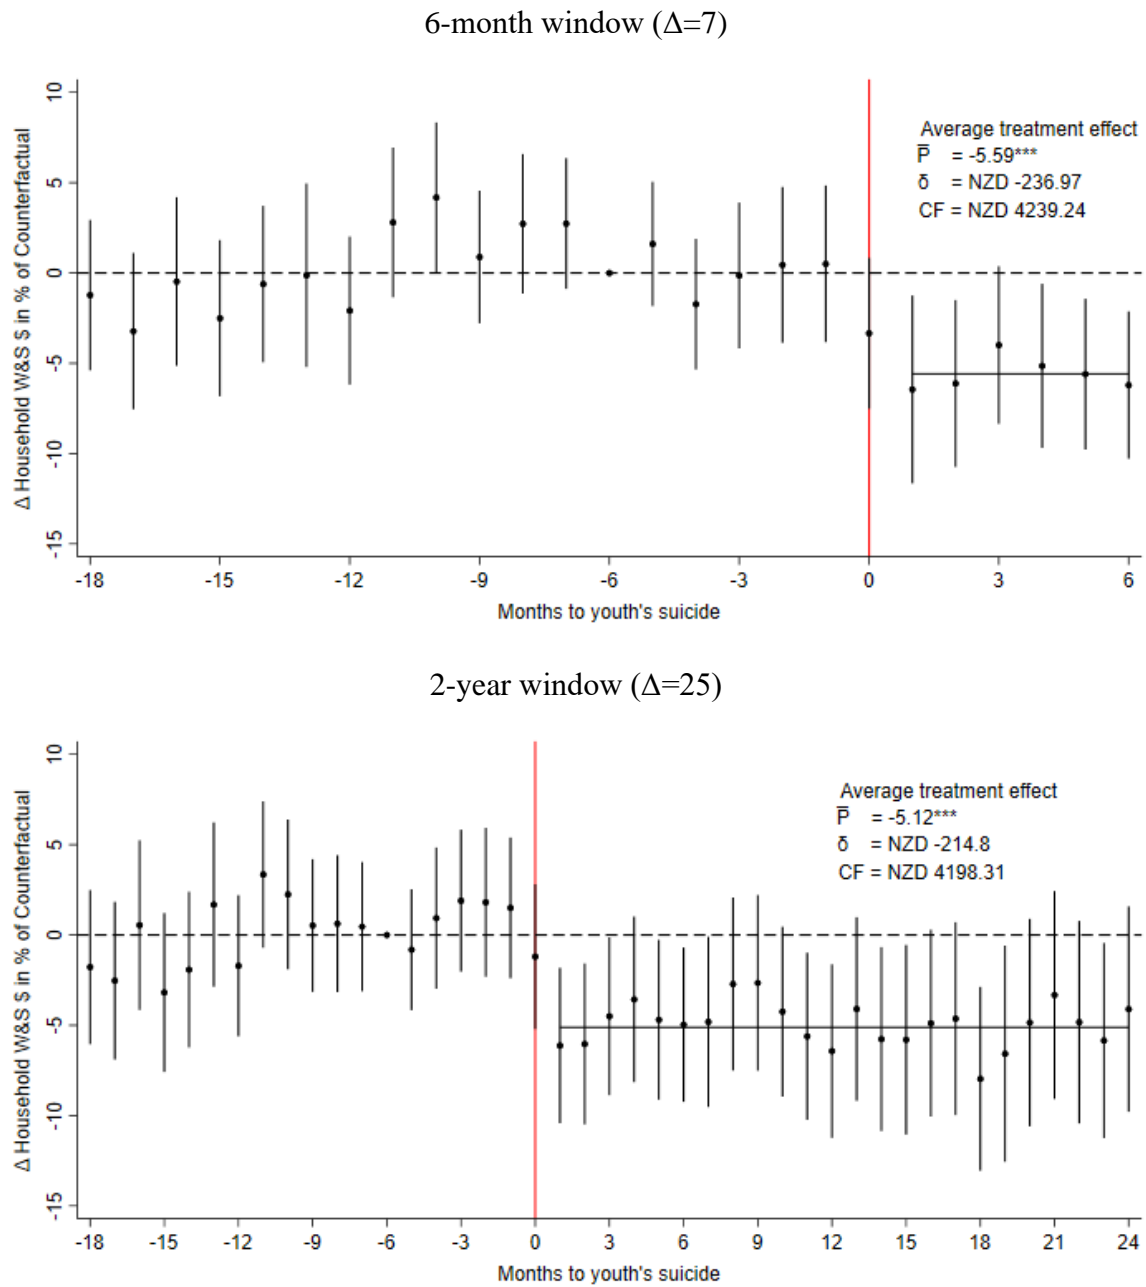 6-month window (Δ=7)
Δ Household W&S $ in % of Counterfactual
10
5
0
-5
-10
-15
Average treatment effect
P̅ = -5.59***
δ = NZD -236.97
CF = NZD 4239.24
-18 -15 -12 -9 -6 -3 0 3 6
Months to youth's suicide
2-year window (Δ=25)
Δ Household W&S $ in % of Counterfactual
10
5
0
-5
-10
-15
Average treatment effect
P̅ = -5.12***
δ = NZD -214.8
CF = NZD 4198.31
-18 -15 -12 -9 -6 -3 0 3 6 9 12 15 18 21 24
Months to youth's suicide